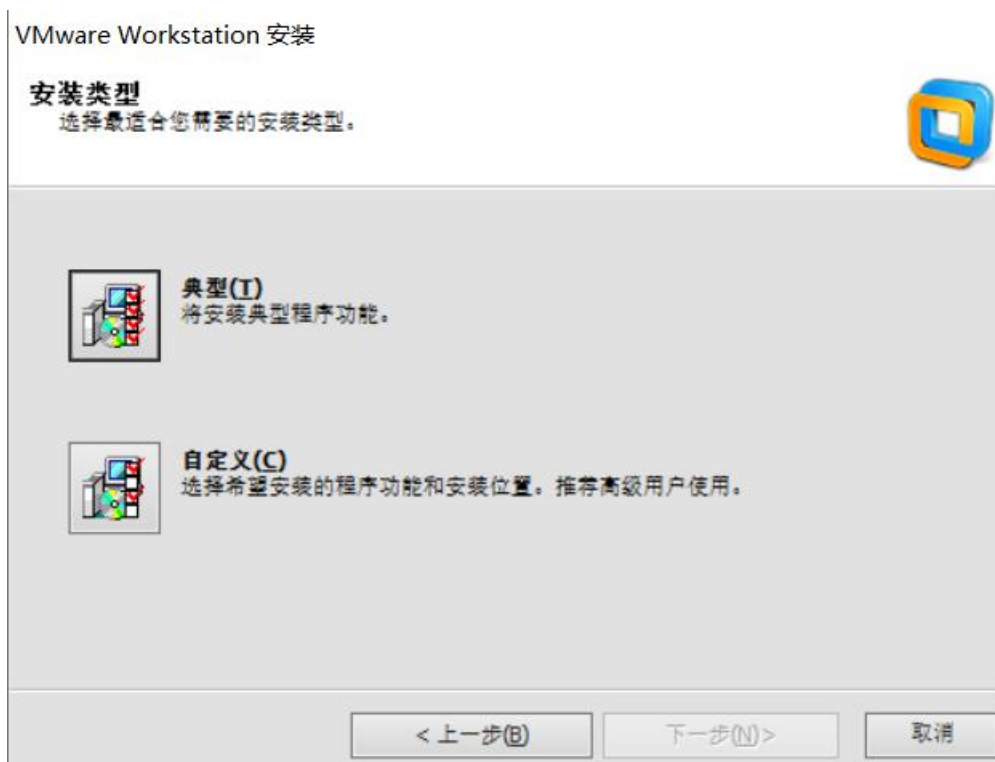 VMware Workstation 安装
安装类型
选择最适合您需要的安装类型。
典型(T)
将安装典型程序功能。
自定义(C)
选择希望安装的程序功能和安装位置。推荐高级用户使用。
< 上一步(B)
下一步(N)>
取消